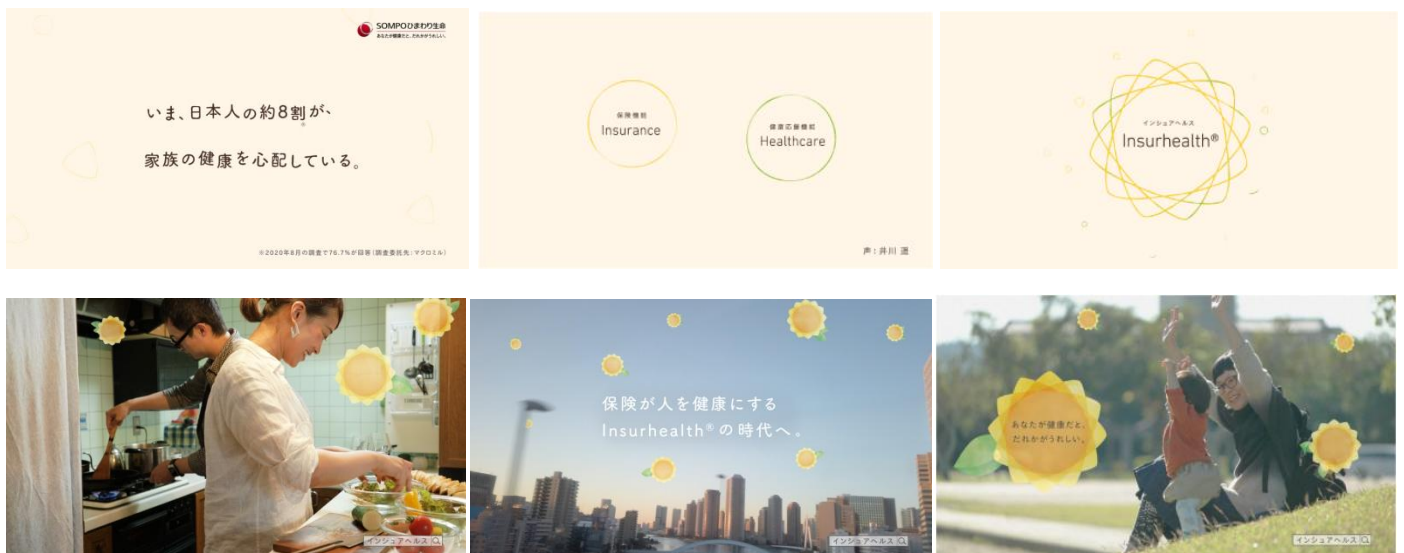 SOMPOひまわり生命
あなたが健康だと、だれかがうれしい。
いま、日本人の約8割が、
家族の健康を心配している。
※2020年8月の調査で76.7%が回答(調査委託先:マクロミル)
保険機能
Insurance
健康応援機能
Healthcare
声:井川 遥
インシュアヘルス
Insurhealth®
インシュアヘルス
保険が人を健康にする
Insurhealth®の時代へ。
インシュアヘルス
あなたが健康だと、
だれかがうれしい。
インシュアヘルス